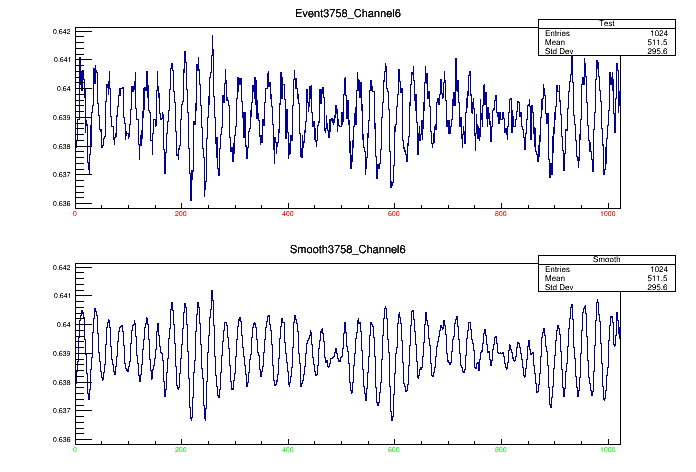 Event3758_Channel6
Test
Entries 1024
Mean 511.5
Std Dev 295.6
0.642
0.641
0.64
0.639
0.638
0.637
0.636
0 200 400 600 800 1000
Smooth3758_Channel6
Smooth
Entries 1024
Mean 511.5
Std Dev 295.6
0.642
0.641
0.64
0.639
0.638
0.637
0.636
0 200 400 600 800 1000